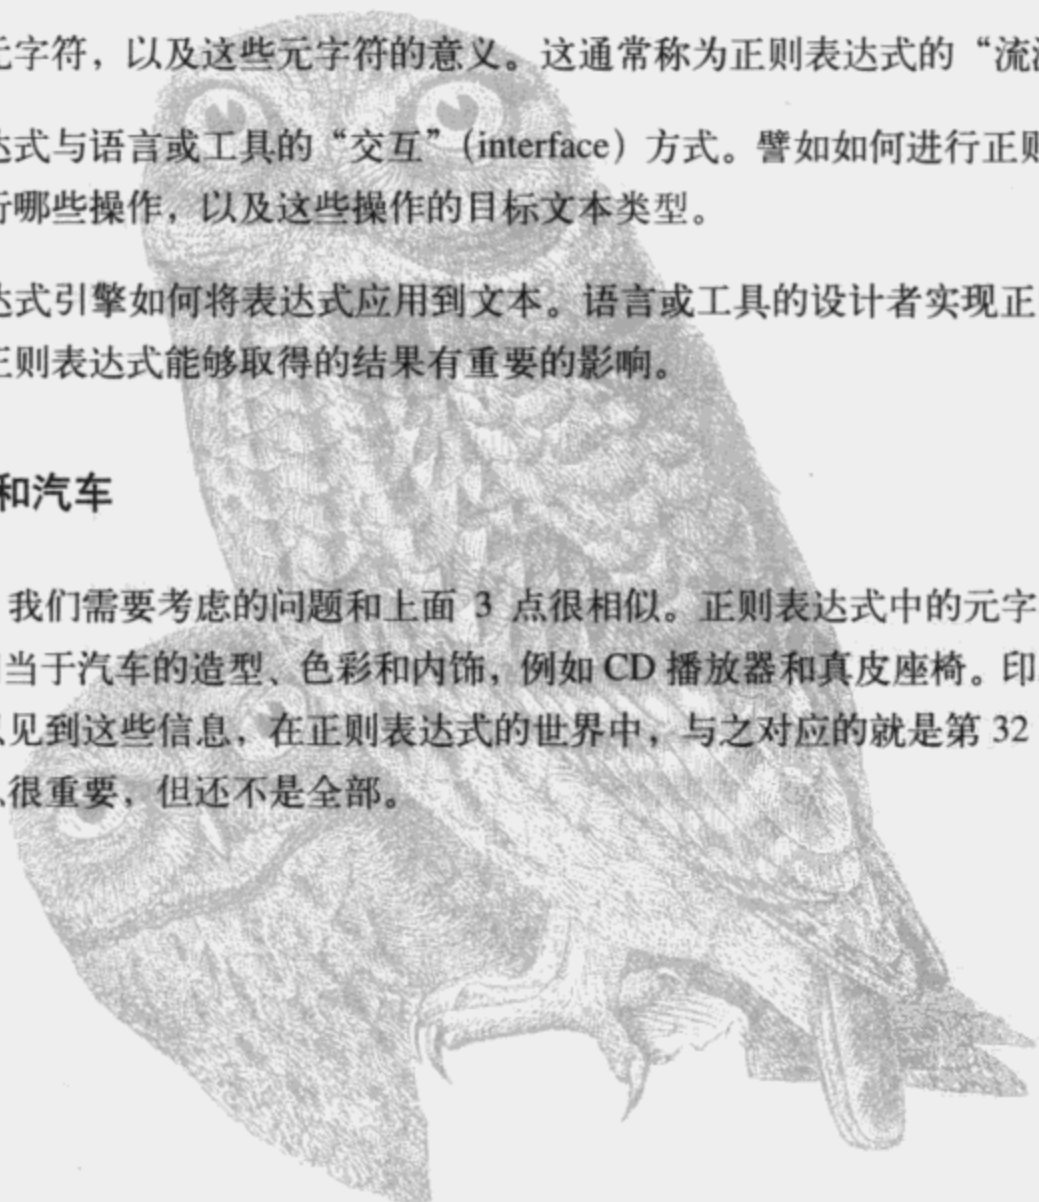 元字符，以及这些元字符的意义。这通常称为正则表达式的“流
达式与语言或工具的“交互”（interface）方式。譬如如何进行正则
行哪些操作，以及这些操作的目标文本类型。
达式引擎如何将表达式应用到文本。语言或工具的设计者实现正
正则表达式能够取得的结果有重要的影响。
和汽车
我们需要考虑的问题和上面 3 点很相似。正则表达式中的元字
当于汽车的造型、色彩和内饰，例如 CD 播放器和真皮座椅。印
见到这些信息，在正则表达式的世界中，与之对应的就是第 32
很重要，但还不是全部。